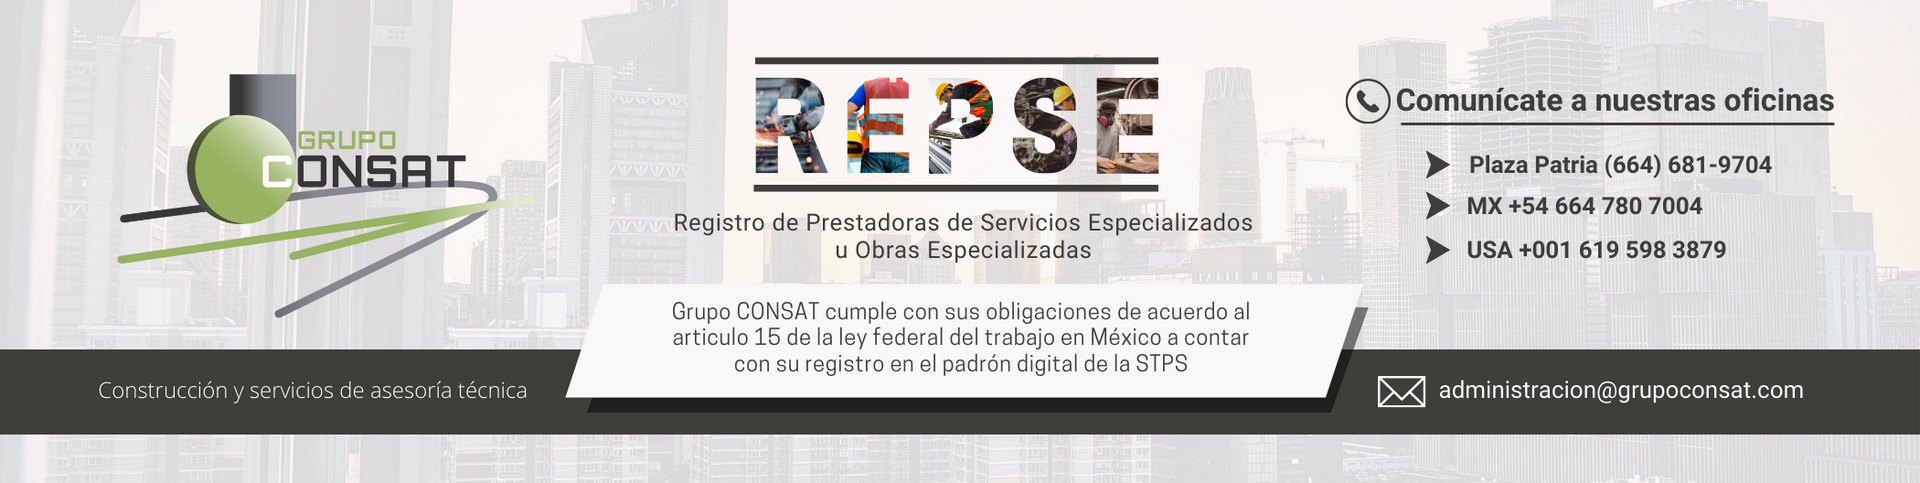 GRUPO
CONSAT
Construcción y servicios de asesoría técnica
REPSE
Registro de Prestadoras de Servicios Especializados
u Obras Especializadas
Grupo CONSAT cumple con sus obligaciones de acuerdo al
articulo 15 de la ley federal del trabajo en México a contar
con su registro en el padrón digital de la STPS
Comunícate a nuestras oficinas
Plaza Patria (664) 681-9704
MX +54 664 780 7004
USA +001 619 598 3879
administracion@grupoconsat.com